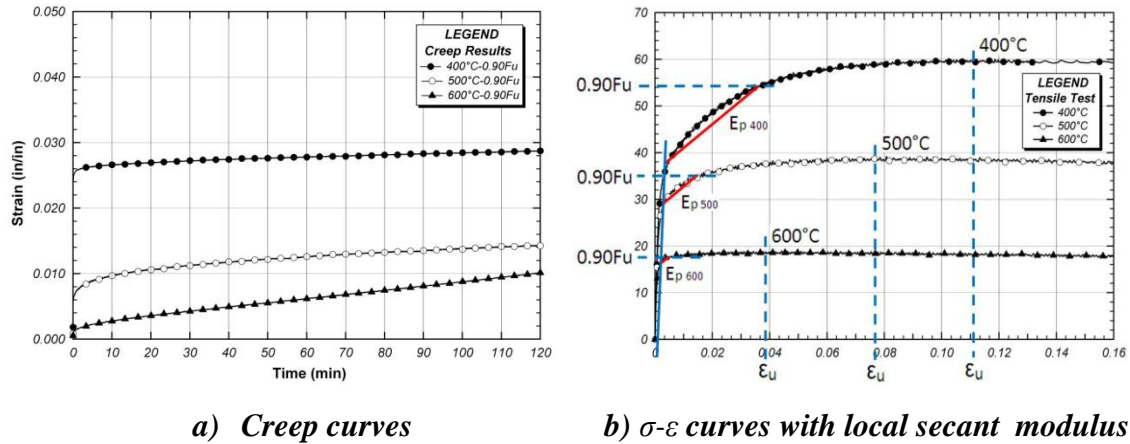 0.050
0.040
0.030
0.020
0.010
0.000
Strain (in/in)
LEGEND
Creep Results
400°C-0.90Fu
500°C-0.90Fu
600°C-0.90Fu
0 10 20 30 40 50 60 70 80 90 100 110 120
Time (min)
70
60
50
40
30
20
10
0
0.90Fu
0.90Fu
0.90Fu
400°C
500°C
600°C
Ep 400
Ep 500
Ep 600
LEGEND
Tensile Test
400°C
500°C
600°C
0 0.02 0.04 0.06 0.08 0.10 0.12 0.14 0.16
εu εu εu
a) Creep curves
b) σ-ε curves with local secant modulus